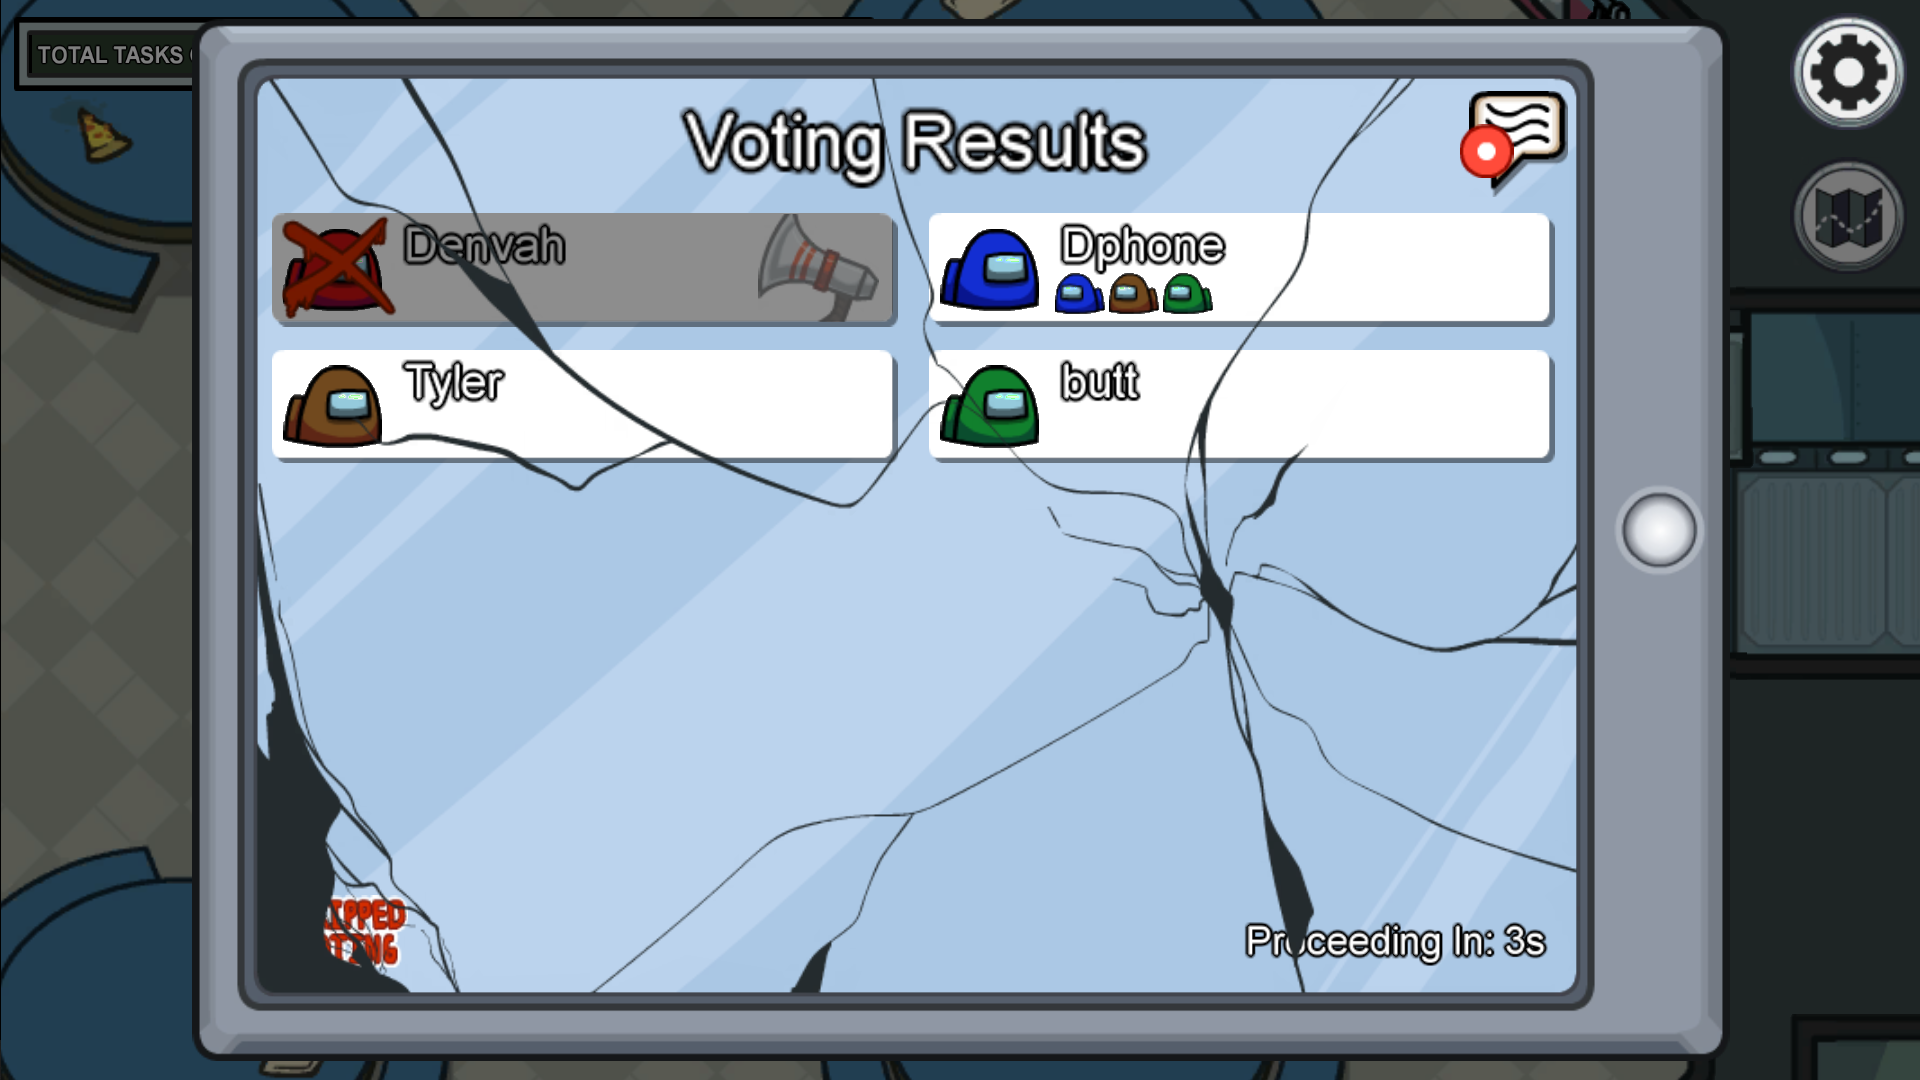 TOTAL TASKS
Voting Results
Denvah
Dphone
Tyler
butt
Proceeding In: 3s